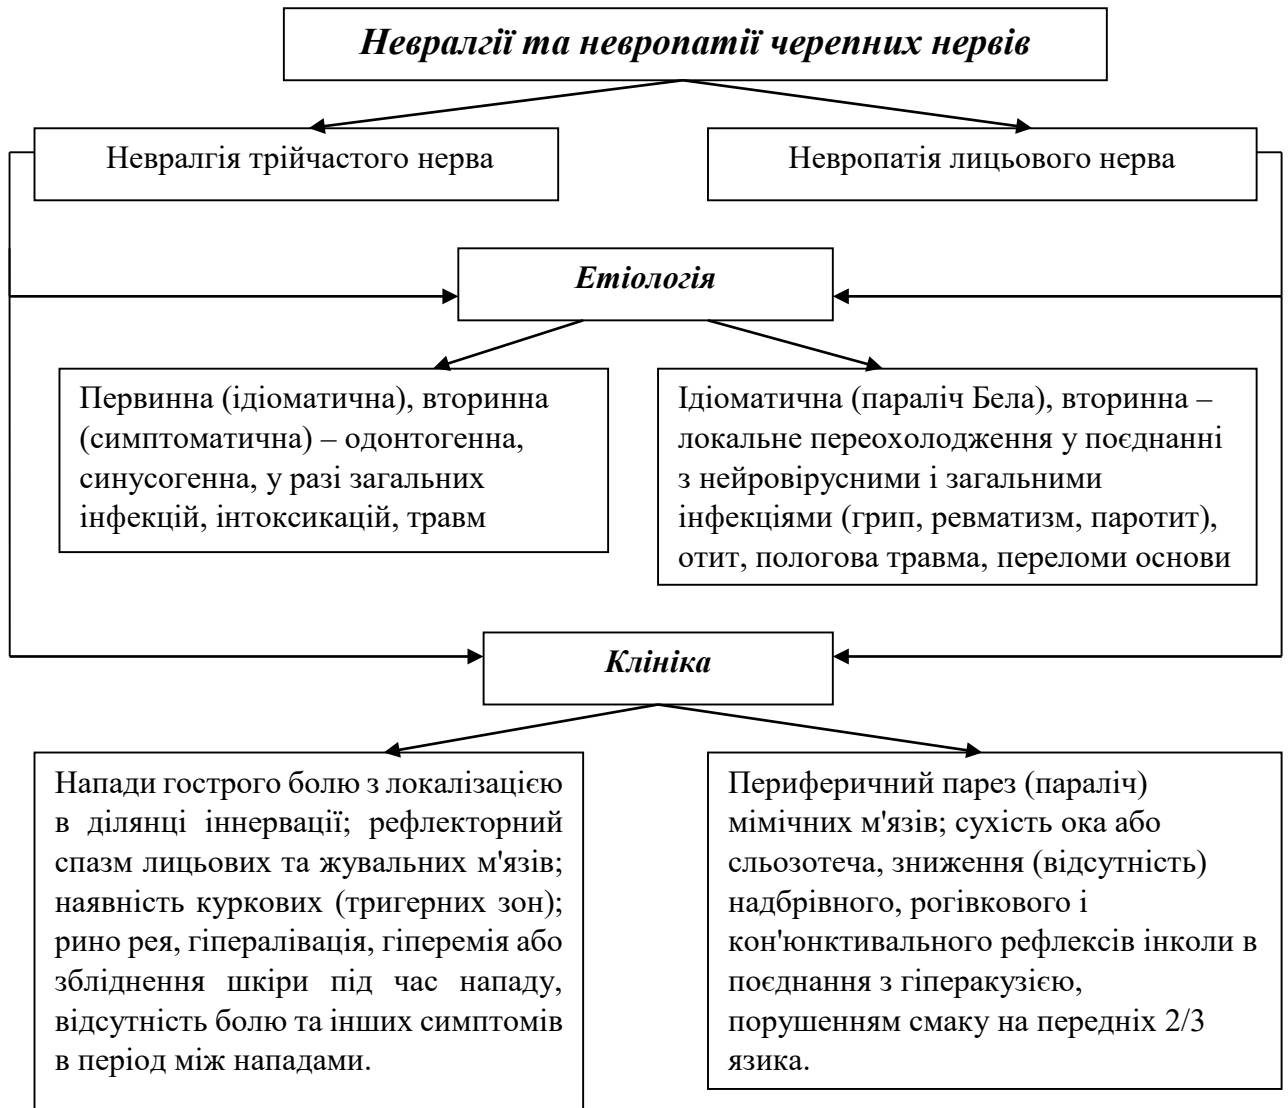 Невралгії та невропатії черепних нервів
Невралгія трійчастого нерва
Невропатія лицьового нерва
Етіологія
Первинна (ідіоматична), вторинна
(симптоматична) – одонтогенна,
синусогенна, у разі загальних
інфекцій, інтоксикацій, травм
Ідіоматична (параліч Бела), вторинна –
локальне переохолодження у поєднанні
з нейровірусними і загальними
інфекціями (грип, ревматизм, паротит),
отит, пологова травма, переломи основи
Клініка
Напади гострого болю з локалізацією
в ділянці іннервації; рефлекторний
спазм лицьових та жувальних м'язів;
наявність куркових (тригерних зон);
рино рея, гіпералівація, гіперемія або
збліднення шкіри під час нападу,
відсутність болю та інших симптомів
в період між нападами.
Периферичний парез (параліч)
мімічних м'язів; сухість ока або
сльозотеча, зниження (відсутність)
надбрівного, рогівкового і
кон'юнктивального рефлексів інколи в
поєднання з гіперакузією,
порушенням смаку на передніх 2/3
язика.